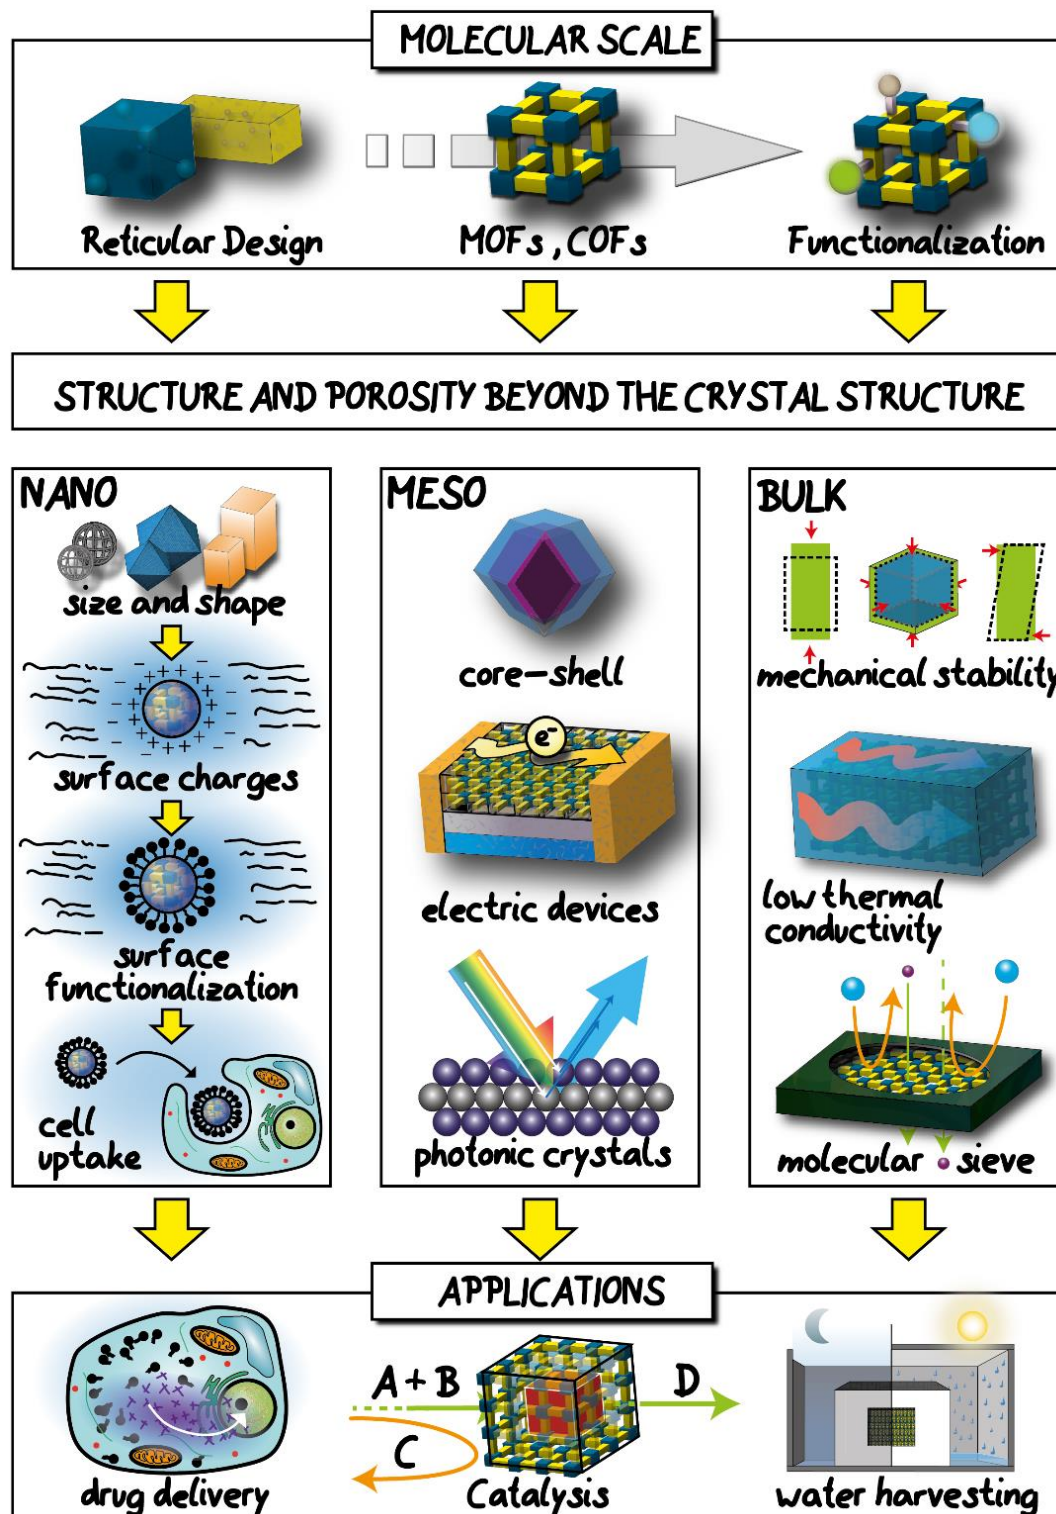 MOLECULAR SCALE
Reticular Design
MOFs, COFs
Functionalization
STRUCTURE AND POROSITY BEYOND THE CRYSTAL STRUCTURE
NANO
size and shape
surface charges
surface
functionalization
cell
uptake
MESO
core-shell
e-
electric devices
photonic crystals
BULK
mechanical stability
low thermal
conductivity
molecular sieve
APPLICATIONS
drug delivery
A + B
C
D
Catalysis
water harvesting